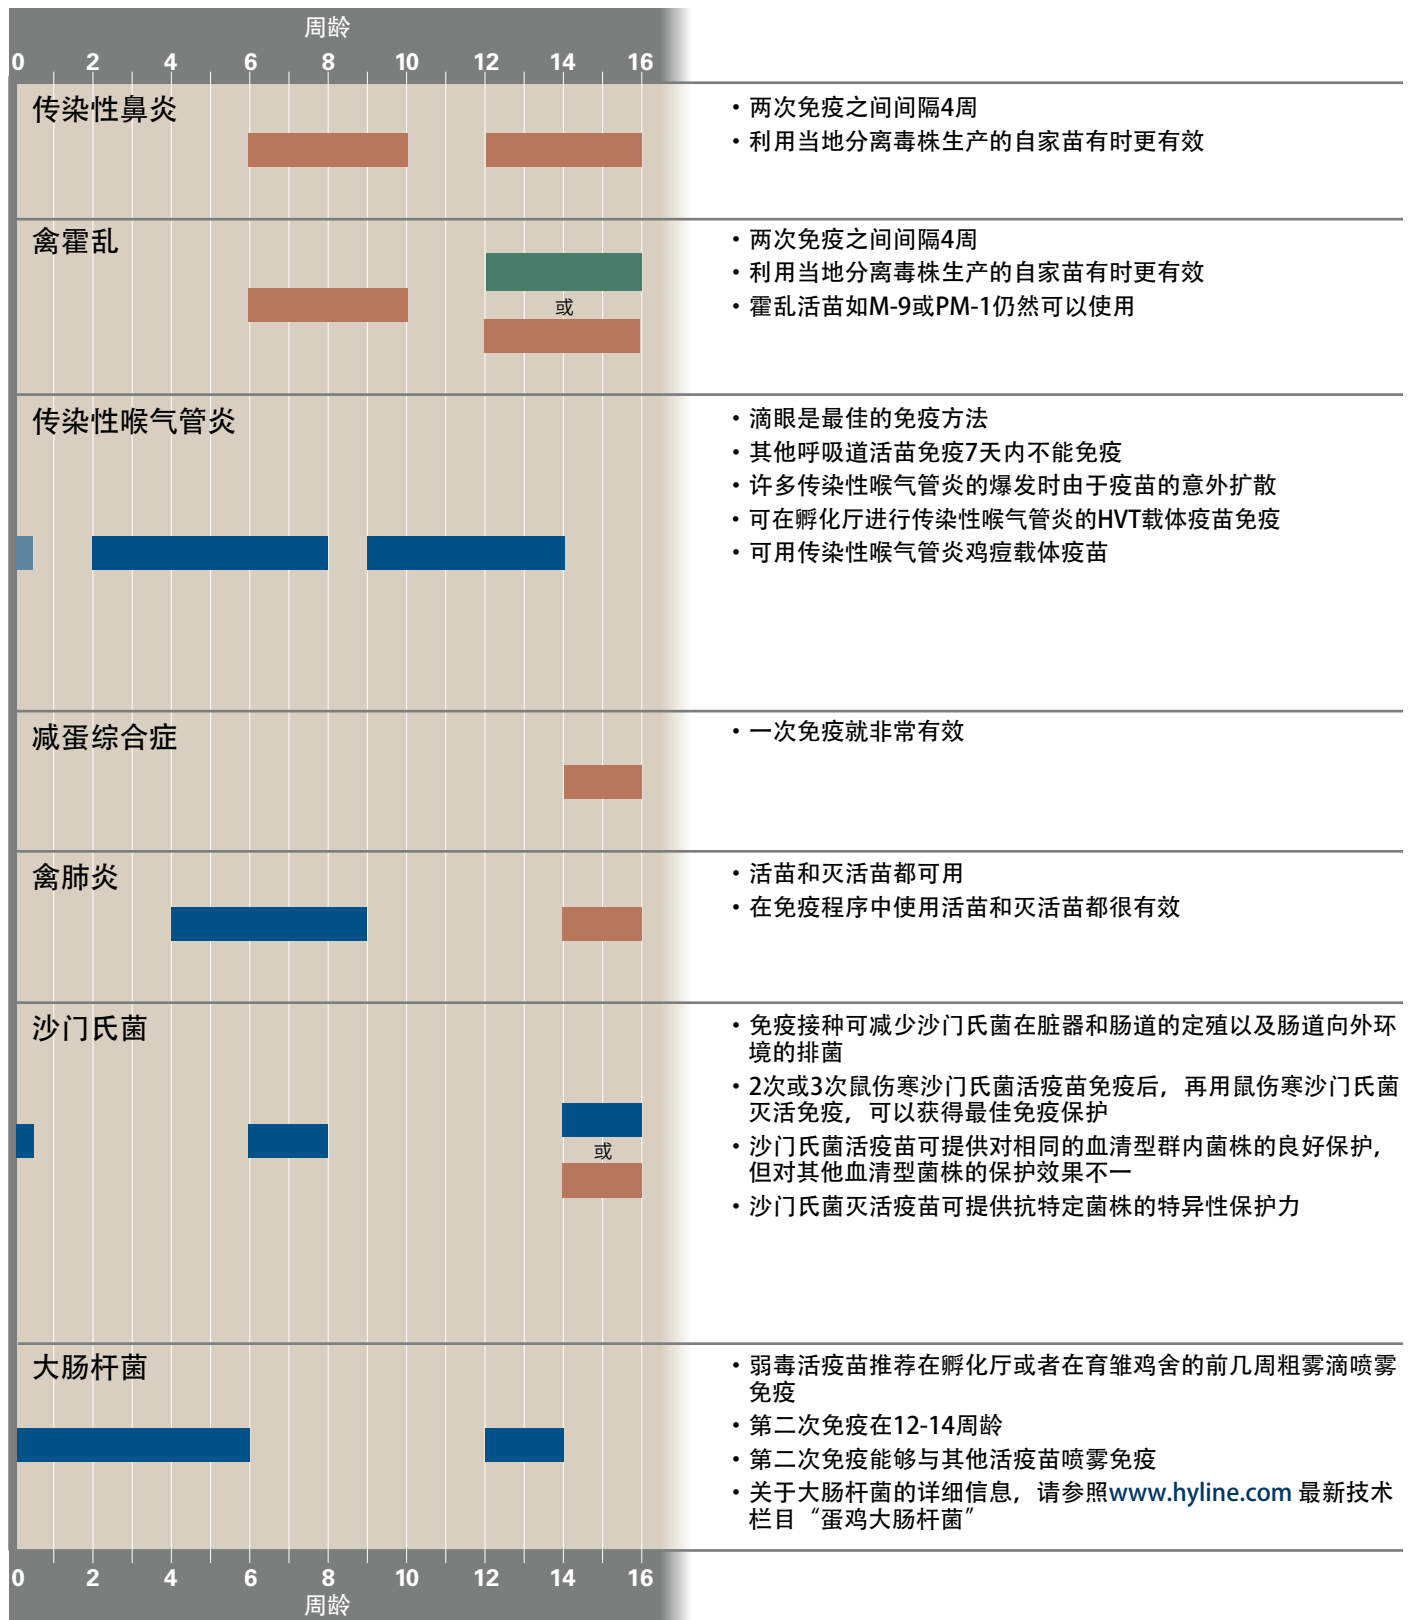 周龄
0 2 4 6 8 10 12 14 16
传染性鼻炎
・两次免疫之间间隔4周
・利用当地分离毒株生产的自家苗有时更有效
禽霍乱
或
・两次免疫之间间隔4周
・利用当地分离毒株生产的自家苗有时更有效
・霍乱活苗如M-9或PM-1仍然可以使用
传染性喉气管炎
・滴眼是最佳的免疫方法
・其他呼吸道活苗免疫7天内不能免疫
・许多传染性喉气管炎的爆发时由于疫苗的意外扩散
・可在孵化厅进行传染性喉气管炎的HVT载体疫苗免疫
・可用传染性喉气管炎鸡痘载体疫苗
减蛋综合症
・一次免疫就非常有效
禽肺炎
・活苗和灭活苗都可用
・在免疫程序中使用活苗和灭活苗都很有效
沙门氏菌
或
・免疫接种可减少沙门氏菌在脏器和肠道的定殖以及肠道向外环
境的排菌
・2次或3次鼠伤寒沙门氏菌活疫苗免疫后，再用鼠伤寒沙门氏菌
灭活免疫，可以获得最佳免疫保护
・沙门氏菌活疫苗可提供对相同的血清型群内菌株的良好保护，
但对其他血清型菌株的保护效果不一
・沙门氏菌灭活疫苗可提供抗特定菌株的特异性保护力
大肠杆菌
・弱毒活疫苗推荐在孵化厅或者在育雏鸡舍的前几周粗雾滴喷雾
免疫
・第二次免疫在12-14周龄
・第二次免疫能够与其他活疫苗喷雾免疫
・关于大肠杆菌的详细信息，请参照www.hyline.com 最新技术
栏目“蛋鸡大肠杆菌”
0 2 4 6 8 10 12 14 16
周龄